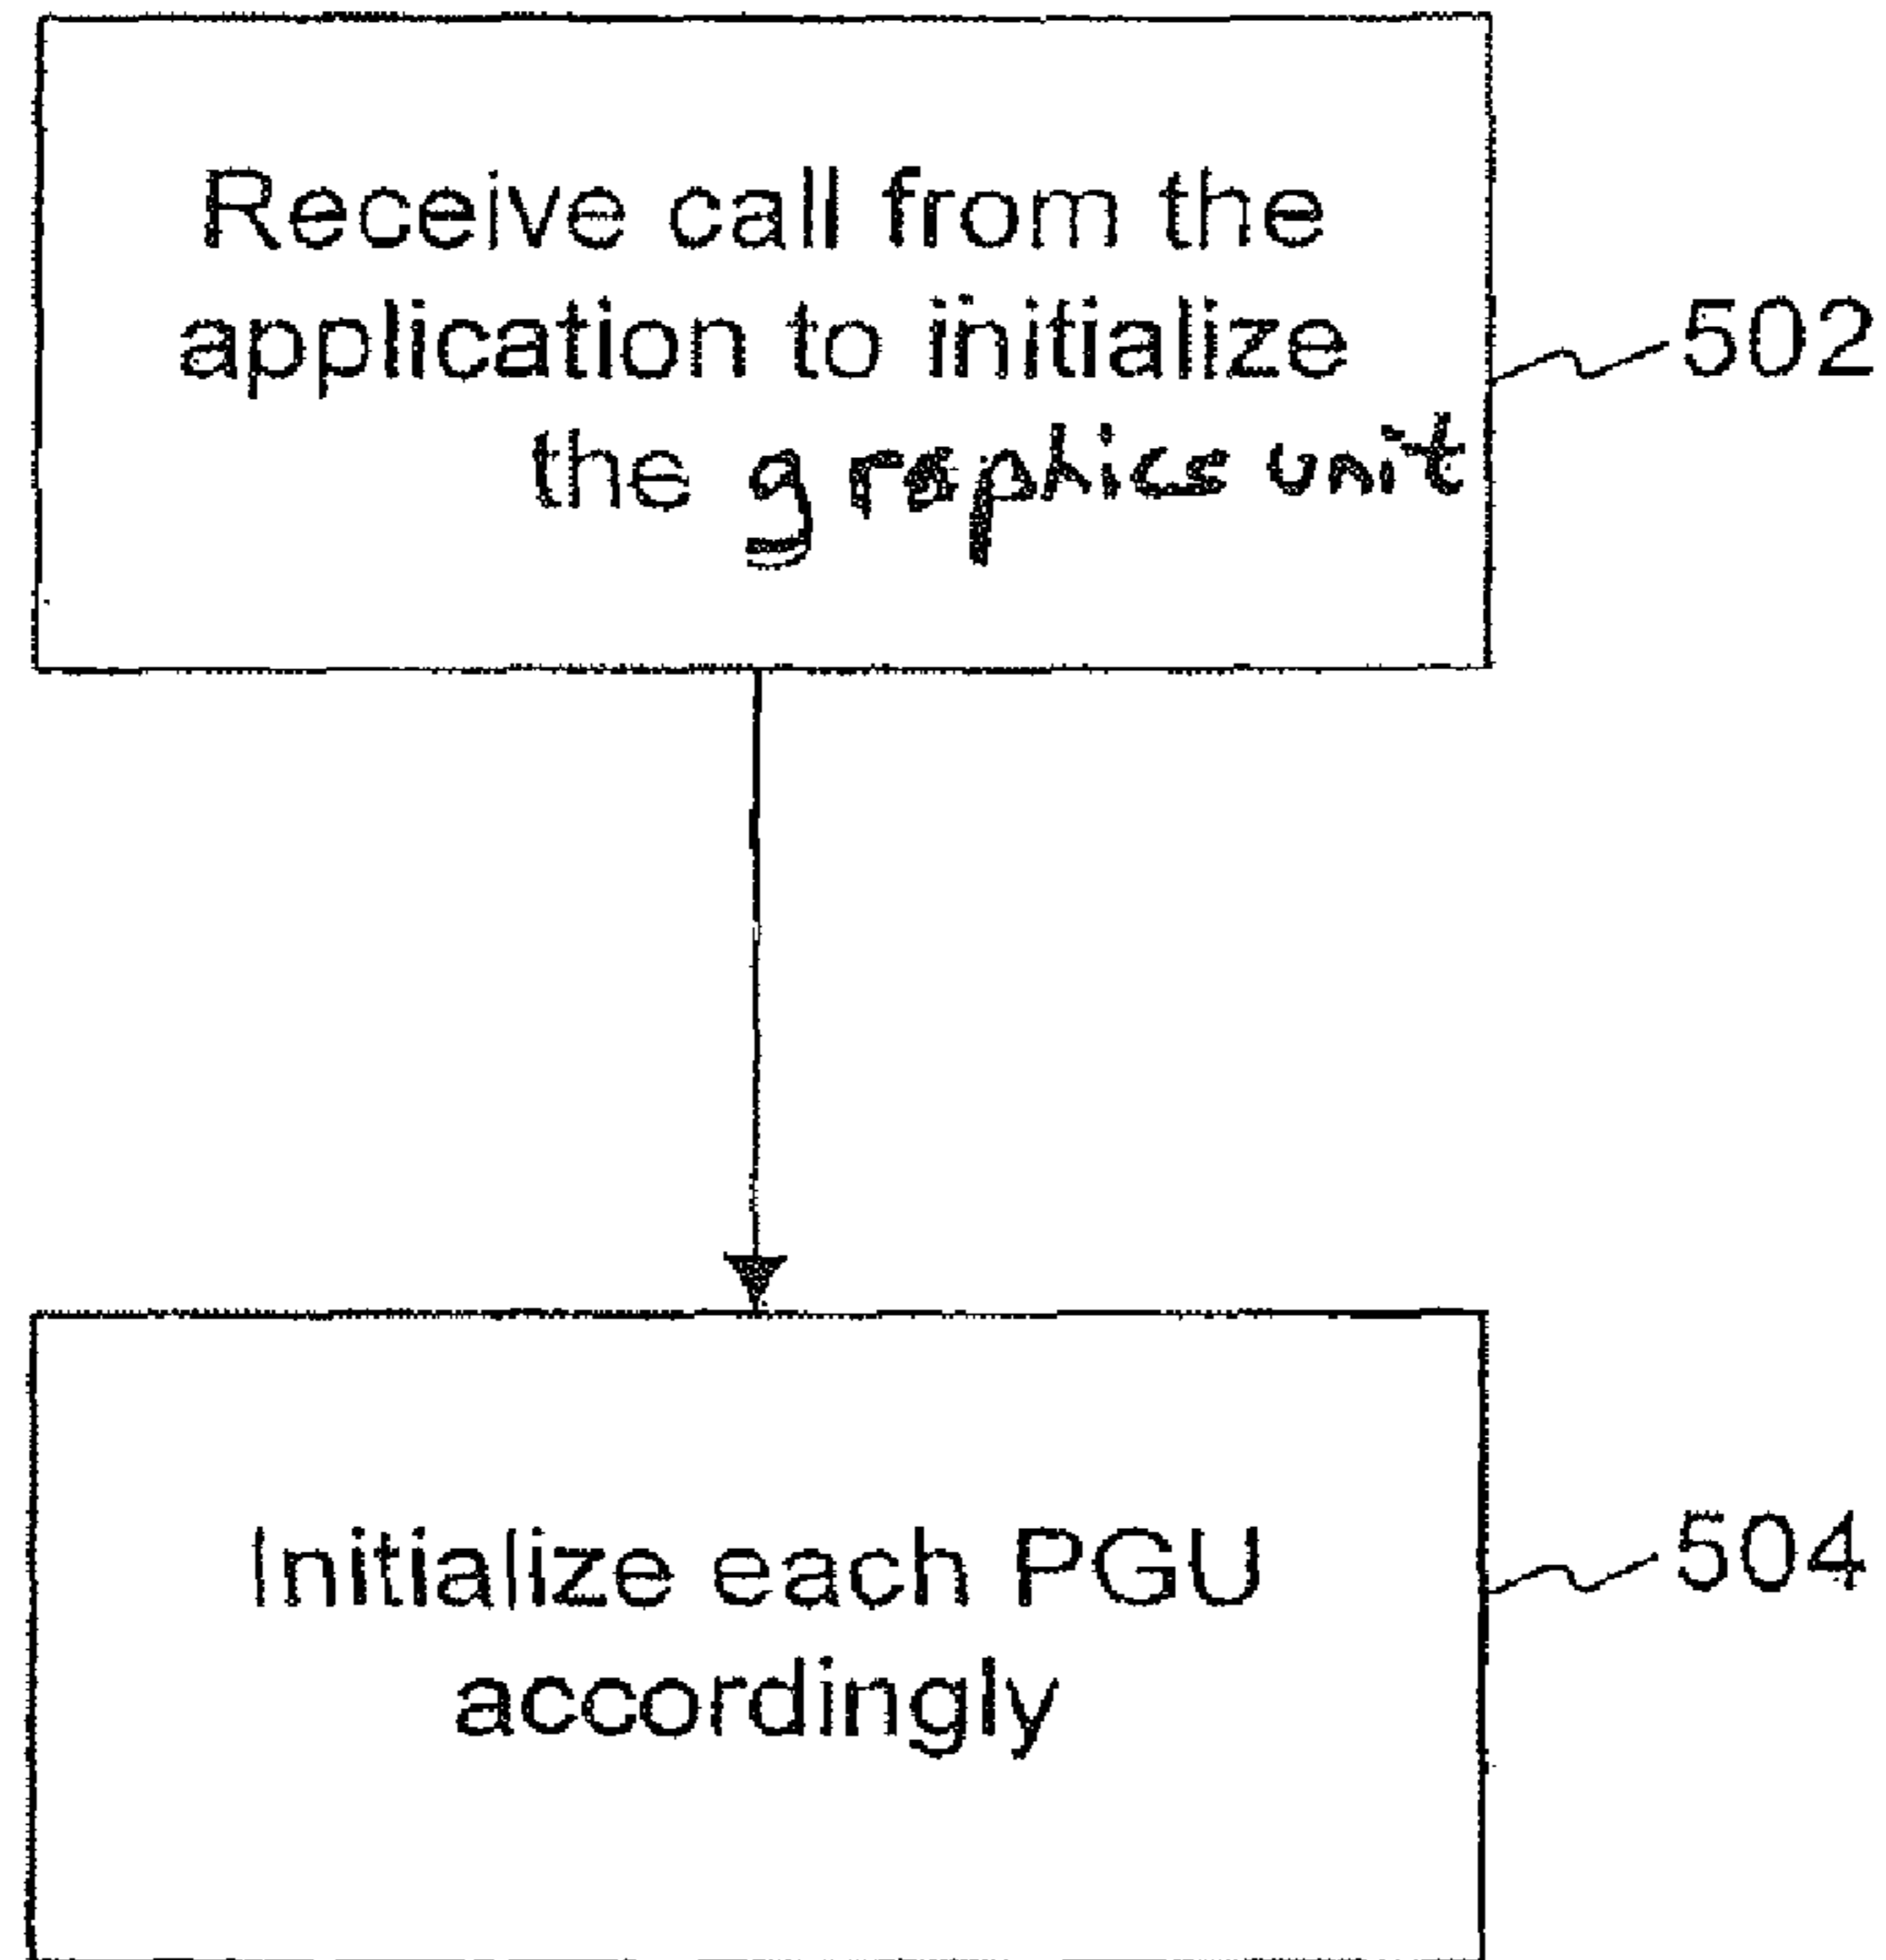 Receive call from the
application to initialize
the graphics unit
502
Initialize each PGU
accordingly
504